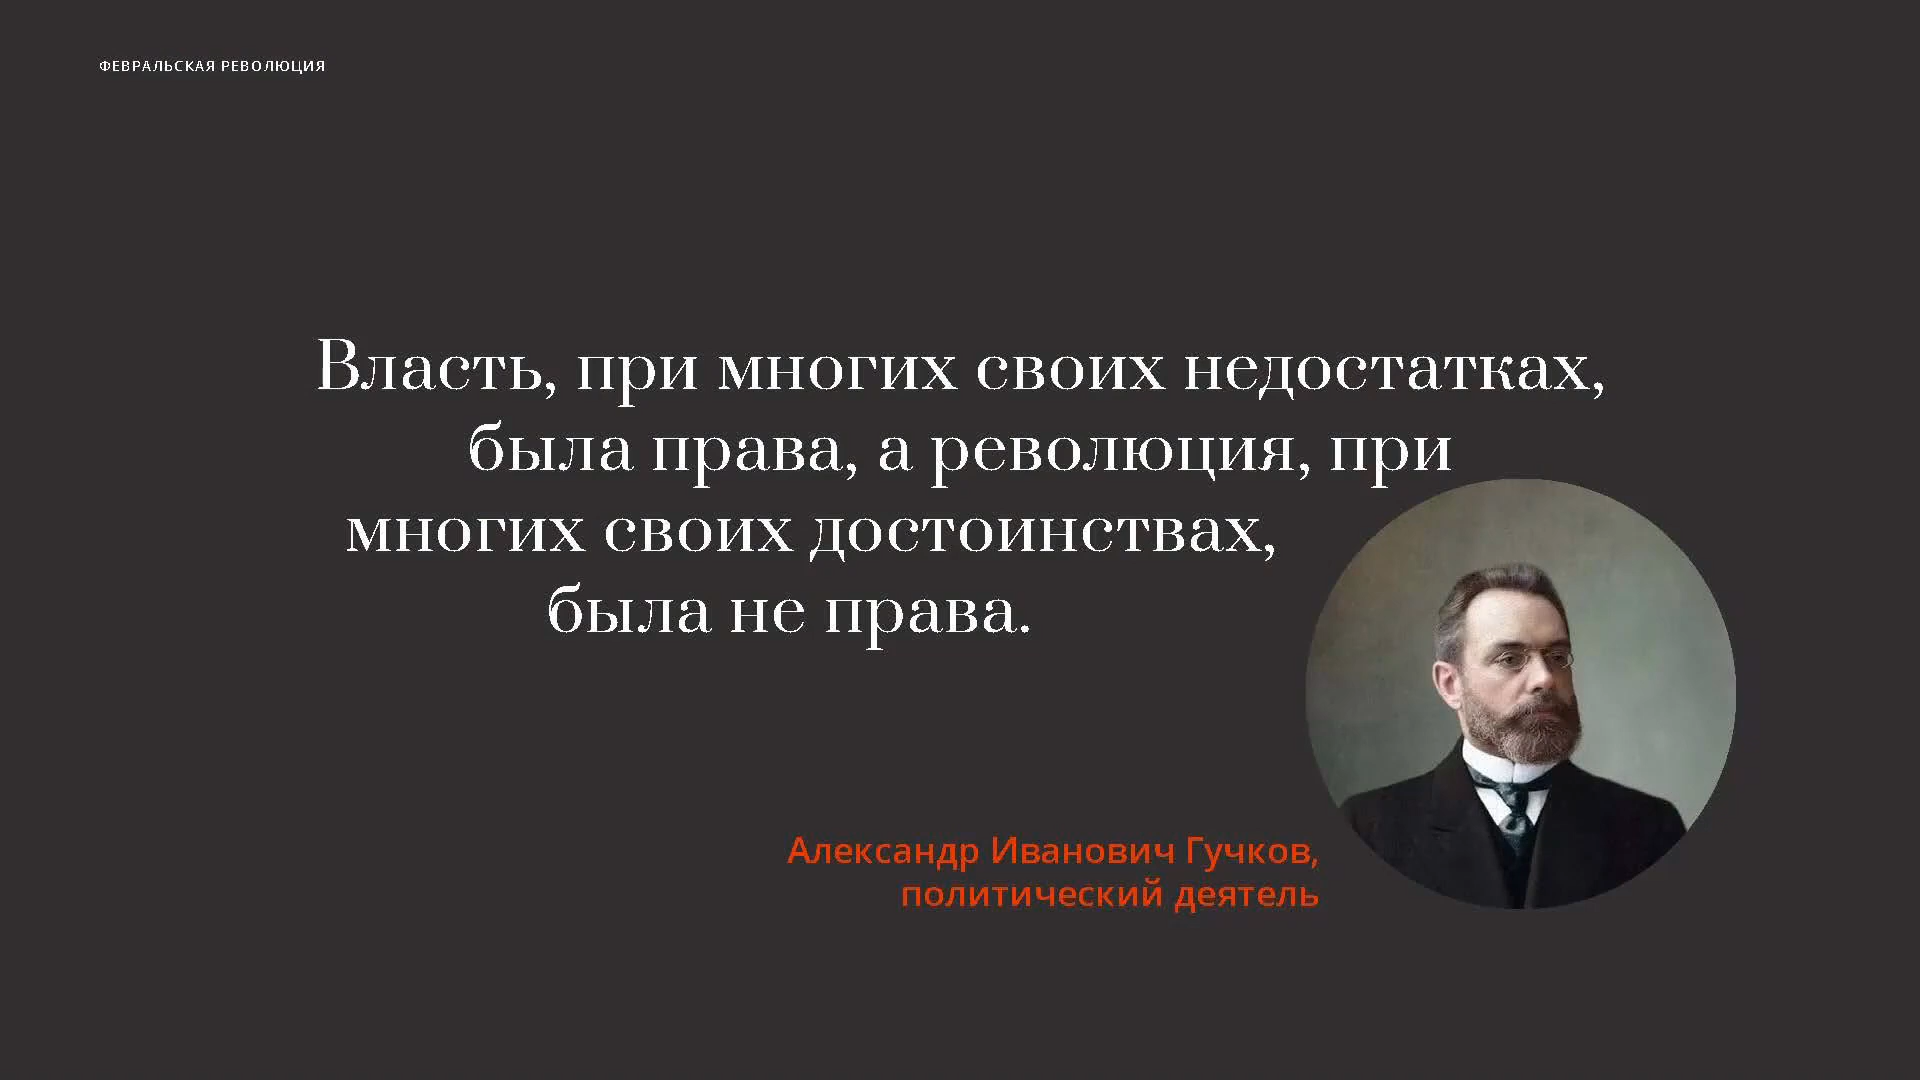 ФЕВРАЛЬСКАЯ РЕВОЛЮЦИЯ
Власть, при многих своих недостатках,
была права, а революция, при
многих своих достоинствах,
была не права.
Александр Иванович Гучков,
политический деятель